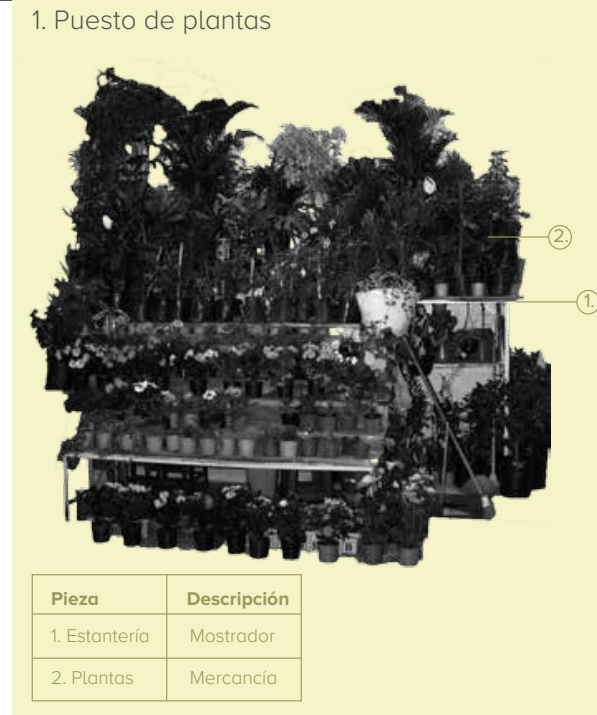 1. Puesto de plantas
2.
1.
Pieza Descripción
1. Estantería Mostrador
2. Plantas Mercancía